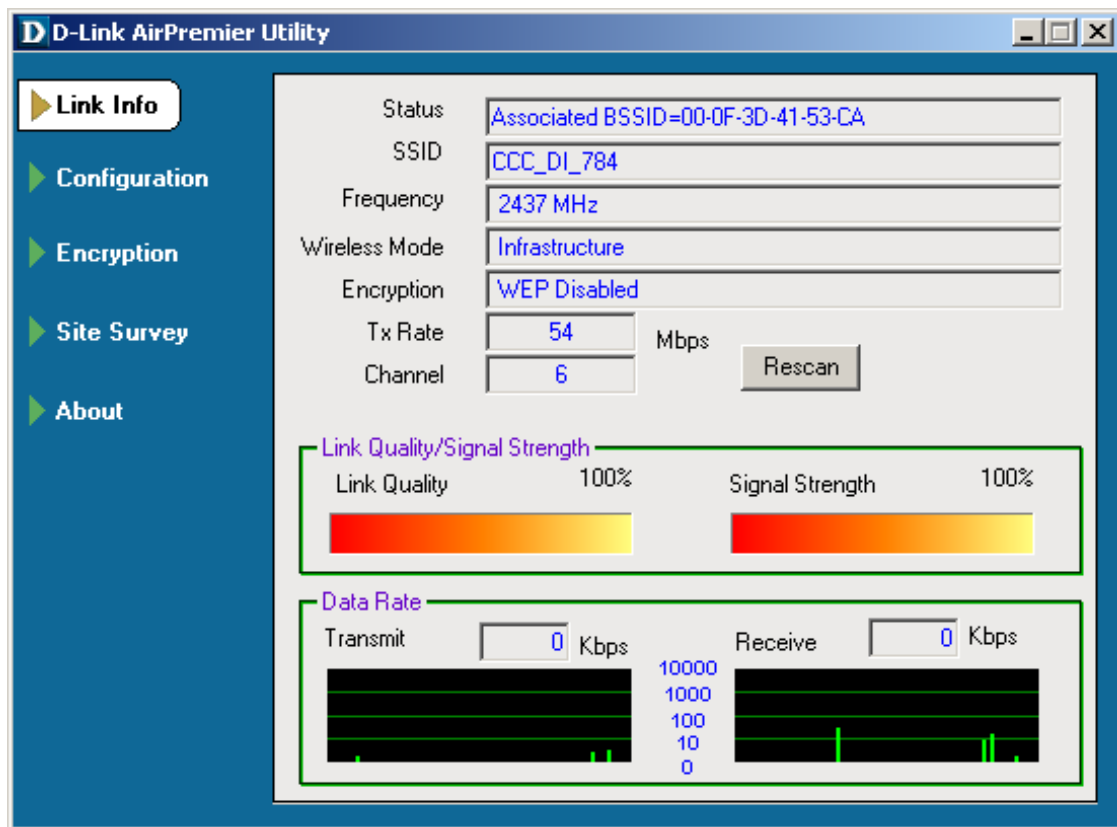 D D-Link AirPremier Utility
Link Info
Configuration
Encryption
Site Survey
About
Status Associated BSSID=00-0F-3D-41-53-CA
SSID CCC_DI_784
Frequency 2437 MHz
Wireless Mode Infrastructure
Encryption WEP Disabled
Tx Rate 54 Mbps
Channel 6
Rescan
Link Quality/Signal Strength
Link Quality 100% Signal Strength 100%
Data Rate
Transmit 0 Kbps Receive 0 Kbps
10000
1000
100
10
0